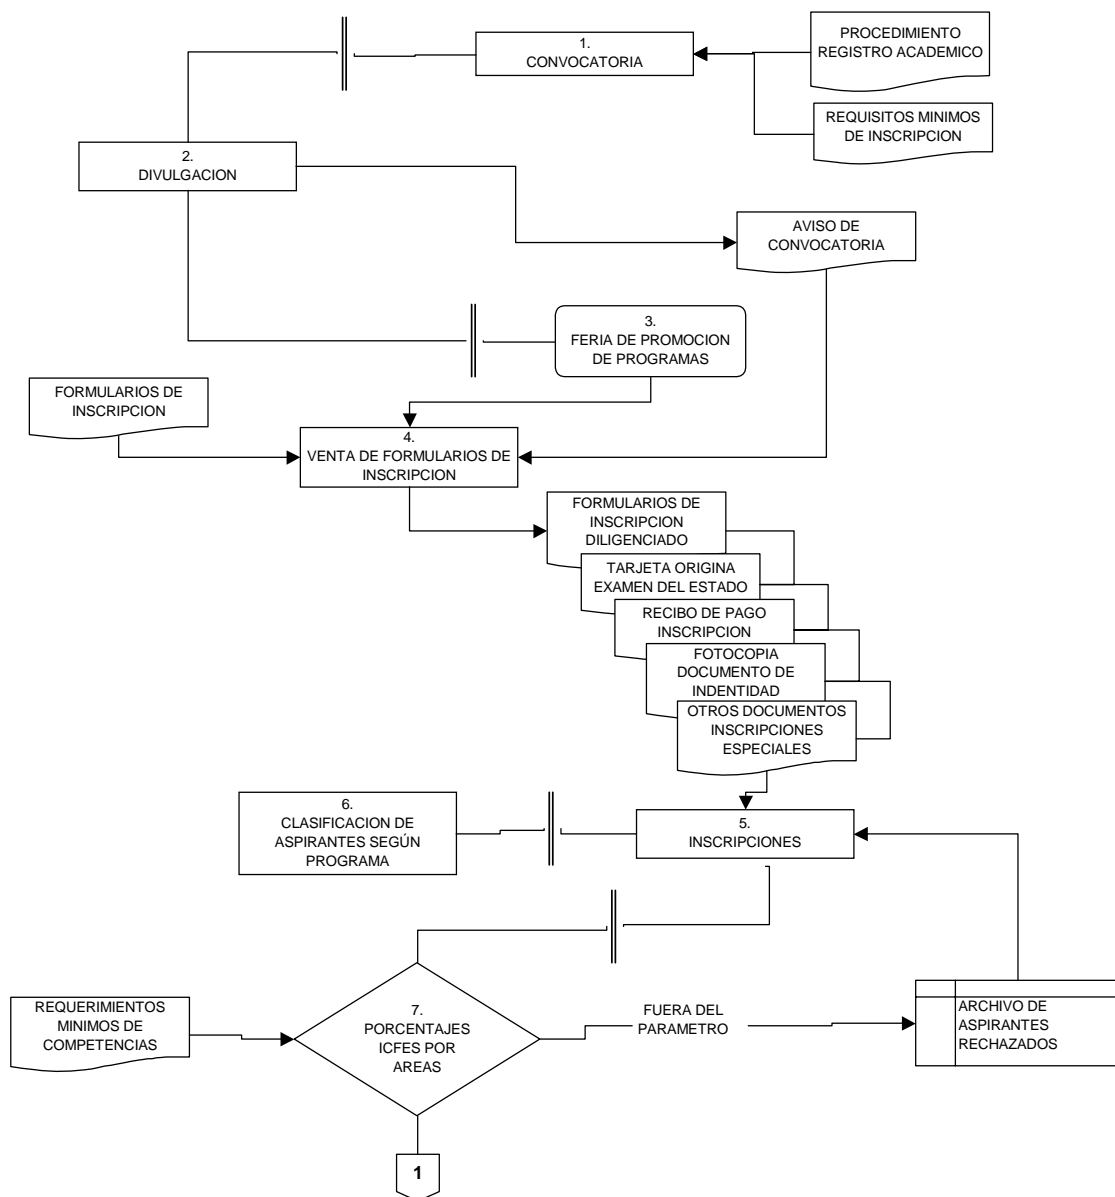 1.
CONVOCATORIA
PROCEDIMIENTO
REGISTRO ACADEMICO
REQUISITOS MINIMOS
DE INSCRIPCION
2.
DIVULGACION
AVISO DE
CONVOCATORIA
3.
FERIA DE PROMOCION
DE PROGRAMAS
FORMULARIOS DE
INSCRIPCION
4.
VENTA DE FORMULARIOS DE
INSCRIPCION
FORMULARIOS DE
INSCRIPCION
DILIGENCIADO
TARJETA ORIGINA
EXAMEN DEL ESTADO
RECIBO DE PAGO
INSCRIPCION
FOTOCOPIA
DOCUMENTO DE
INDENTIDAD
OTROS DOCUMENTOS
INSCRIPCIONES
ESPECIALES
6.
CLASIFICACION DE
ASPIRANTES SEGÚN
PROGRAMA
5.
INSCRIPCIONES
REQUERIMIENTOS
MINIMOS DE
COMPETENCIAS
7.
PORCENTAJES
ICFES POR
AREAS
FUERA DEL
PARAMETRO
ARCHIVO DE
ASPIRANTES
RECHAZADOS
1